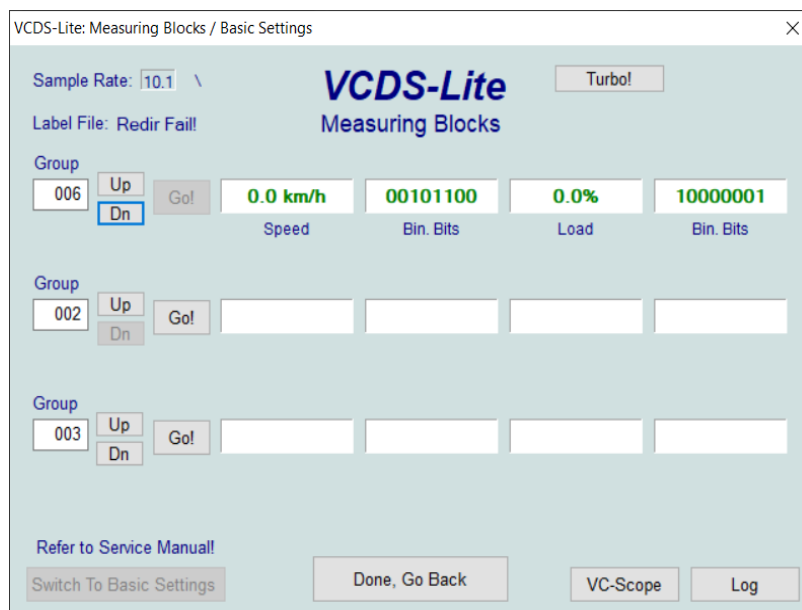 VCDS-Lite: Measuring Blocks / Basic Settings
Sample Rate: 10.1 \
VCDS-Lite
Turbo!
Label File: Redir Fail!
Measuring Blocks
Group
006 Up Dn Go! 0.0 km/h 00101100 0.0% 10000001
Speed Bin. Bits Load Bin. Bits
Group
002 Up Dn Go!
Group
003 Up Dn Go!
Refer to Service Manual!
Switch To Basic Settings Done, Go Back VC-Scope Log